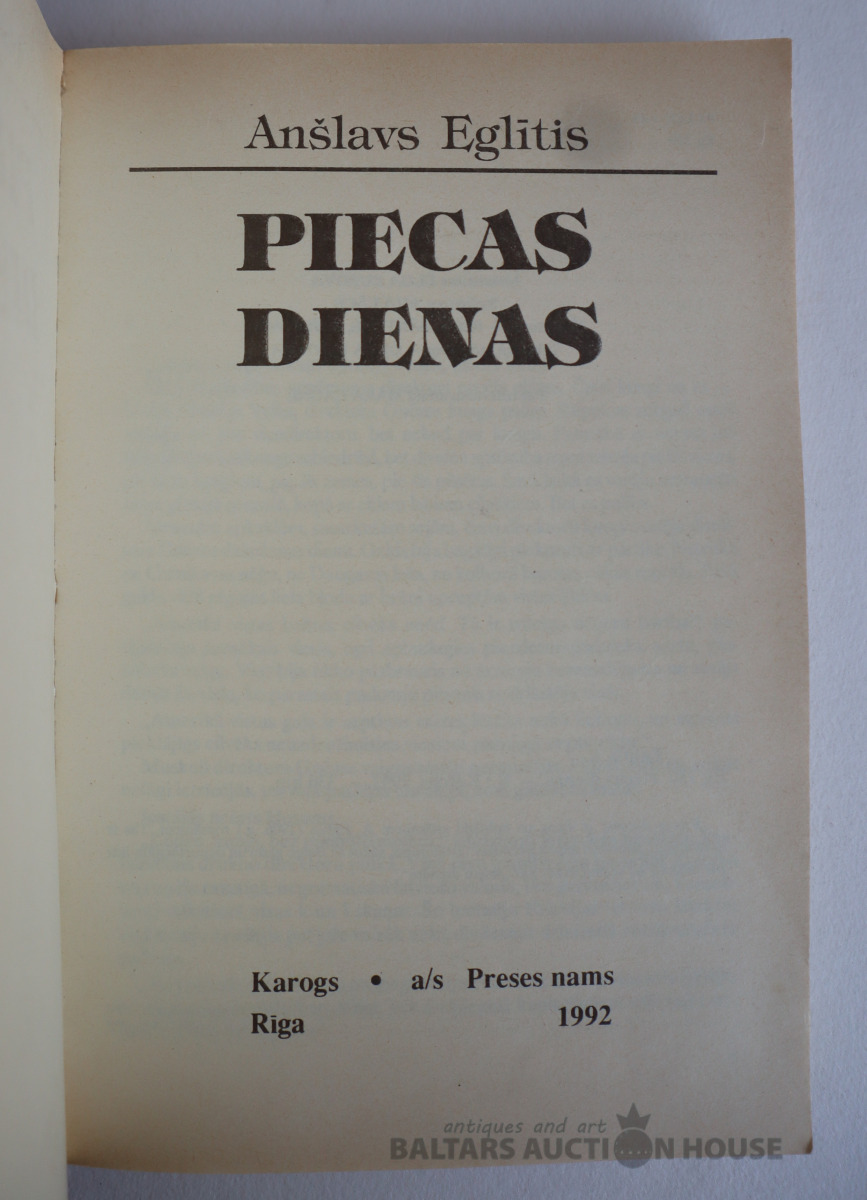 Anšlavs Eglītis
PIECAS
DIENAS
Karogs • a/s Preses nams
Rīga 1992
antiques and art
BALTARS AUCTION HOUSE